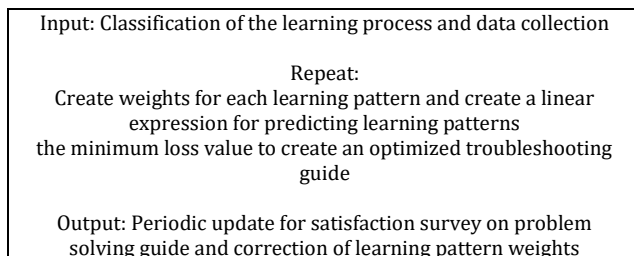 Input: Classification of the learning process and data collection
Repeat:
Create weights for each learning pattern and create a linear
expression for predicting learning patterns
the minimum loss value to create an optimized troubleshooting
guide
Output: Periodic update for satisfaction survey on problem
solving guide and correction of learning pattern weights